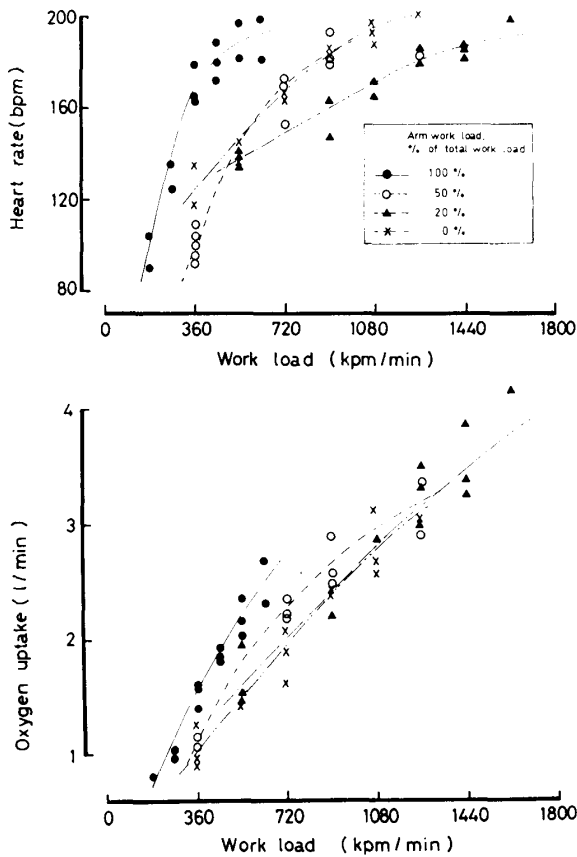 Heart rate (bpm)
200
160
120
80
Arm work load,
% of total work load
100 %
50 %
20 %
0 %
0 360 720 1080 1440 1800
Work load (kpm/min)
Oxygen uptake (l/min)
4
3
2
1
0 360 720 1080 1440 1800
Work load (kpm/min)